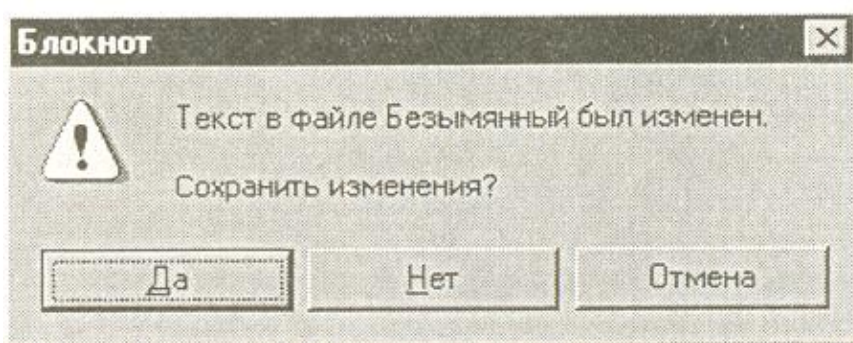 Блокнот
Текст в файле Безымянный был изменен.
Сохранить изменения?
Да
Нет
Отмена